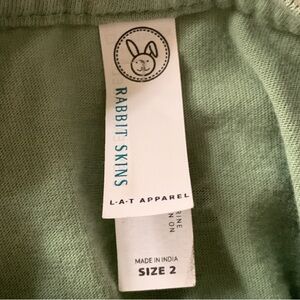 RABBIT SKINS
L·A·T APPAREL
MADE IN INDIA
SIZE 2